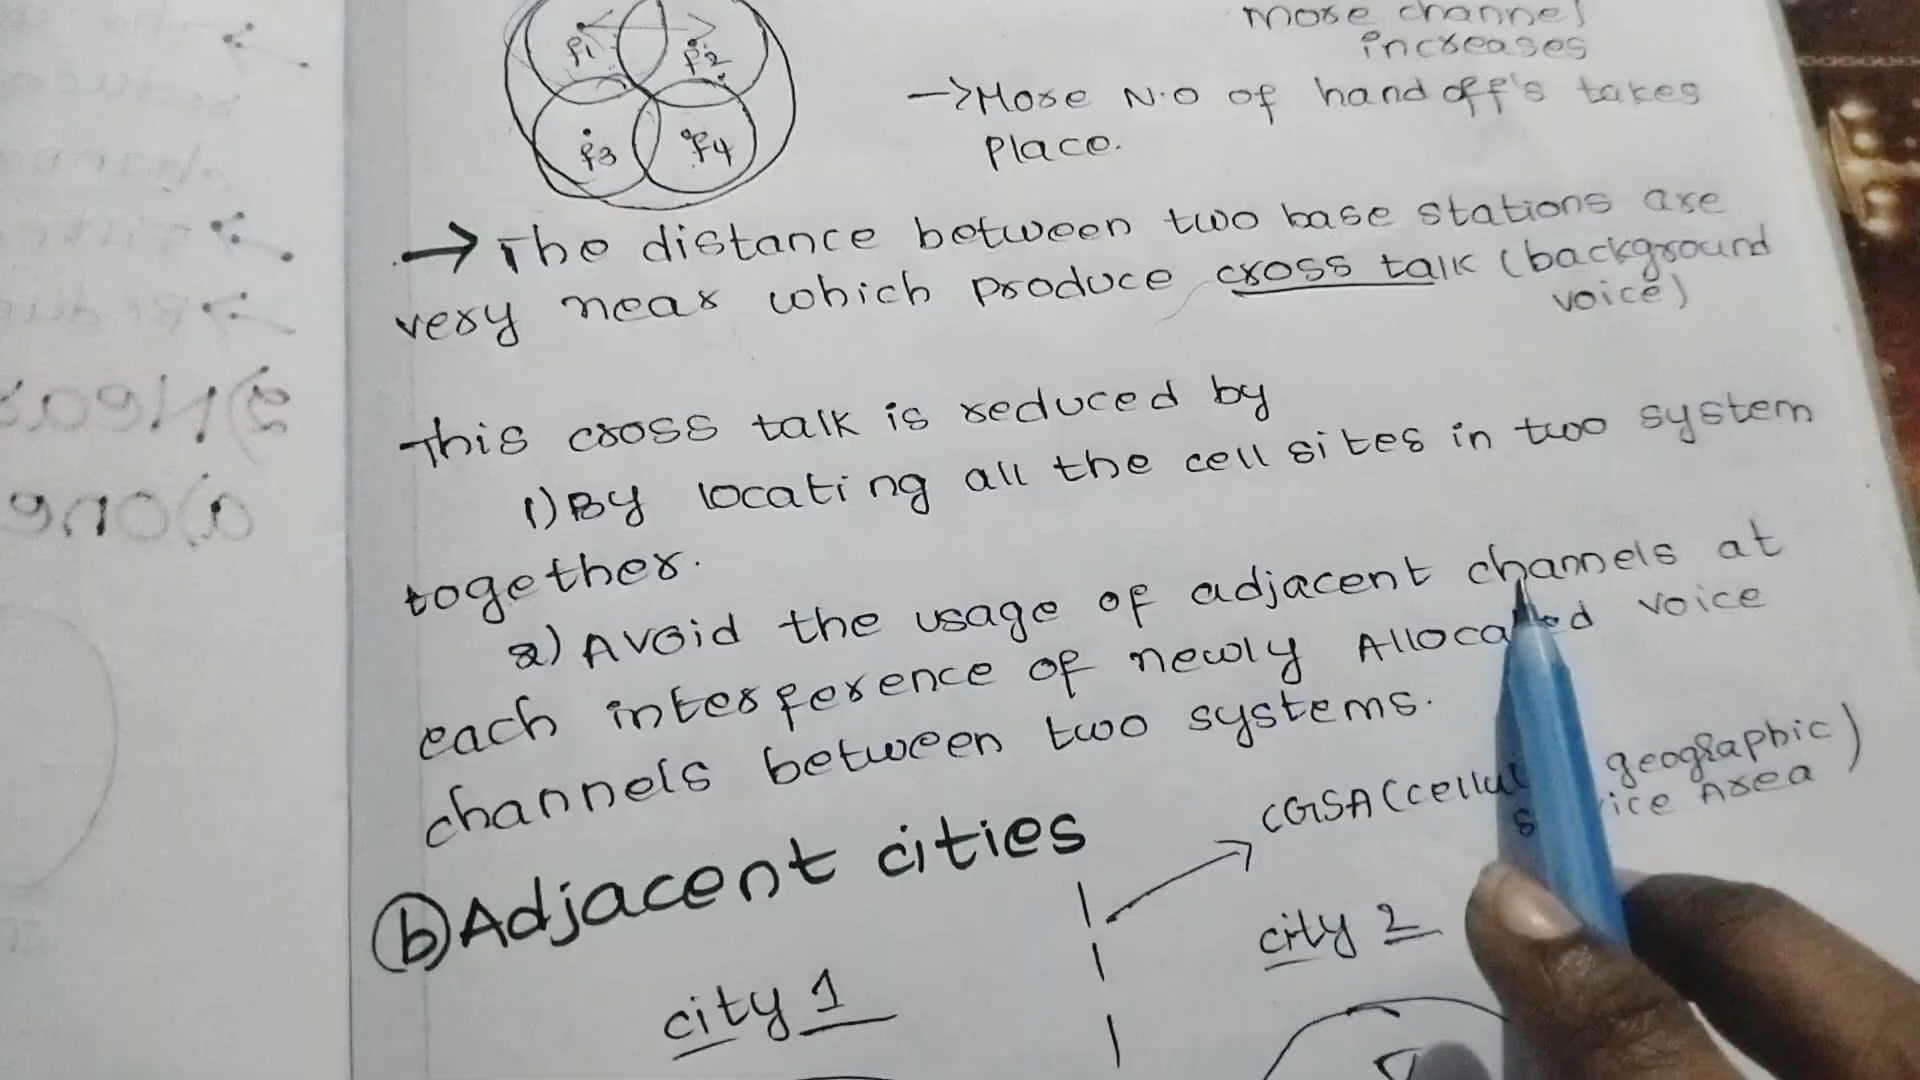 More channel
increases
f1
f2
->More N.O of handoff's takes
place.
f3
f4
-> The distance between two base stations are
very near which produce cross talk (background
voice)
This cross talk is reduced by
1) By locating all the cell sites in two system
together.
2) Avoid the usage of adjacent channels at
each interference of newly Allocated voice
channels between two systems.
CGSA (cellul geographic)
s ice Area
b) Adjacent cities
city 1
city 2